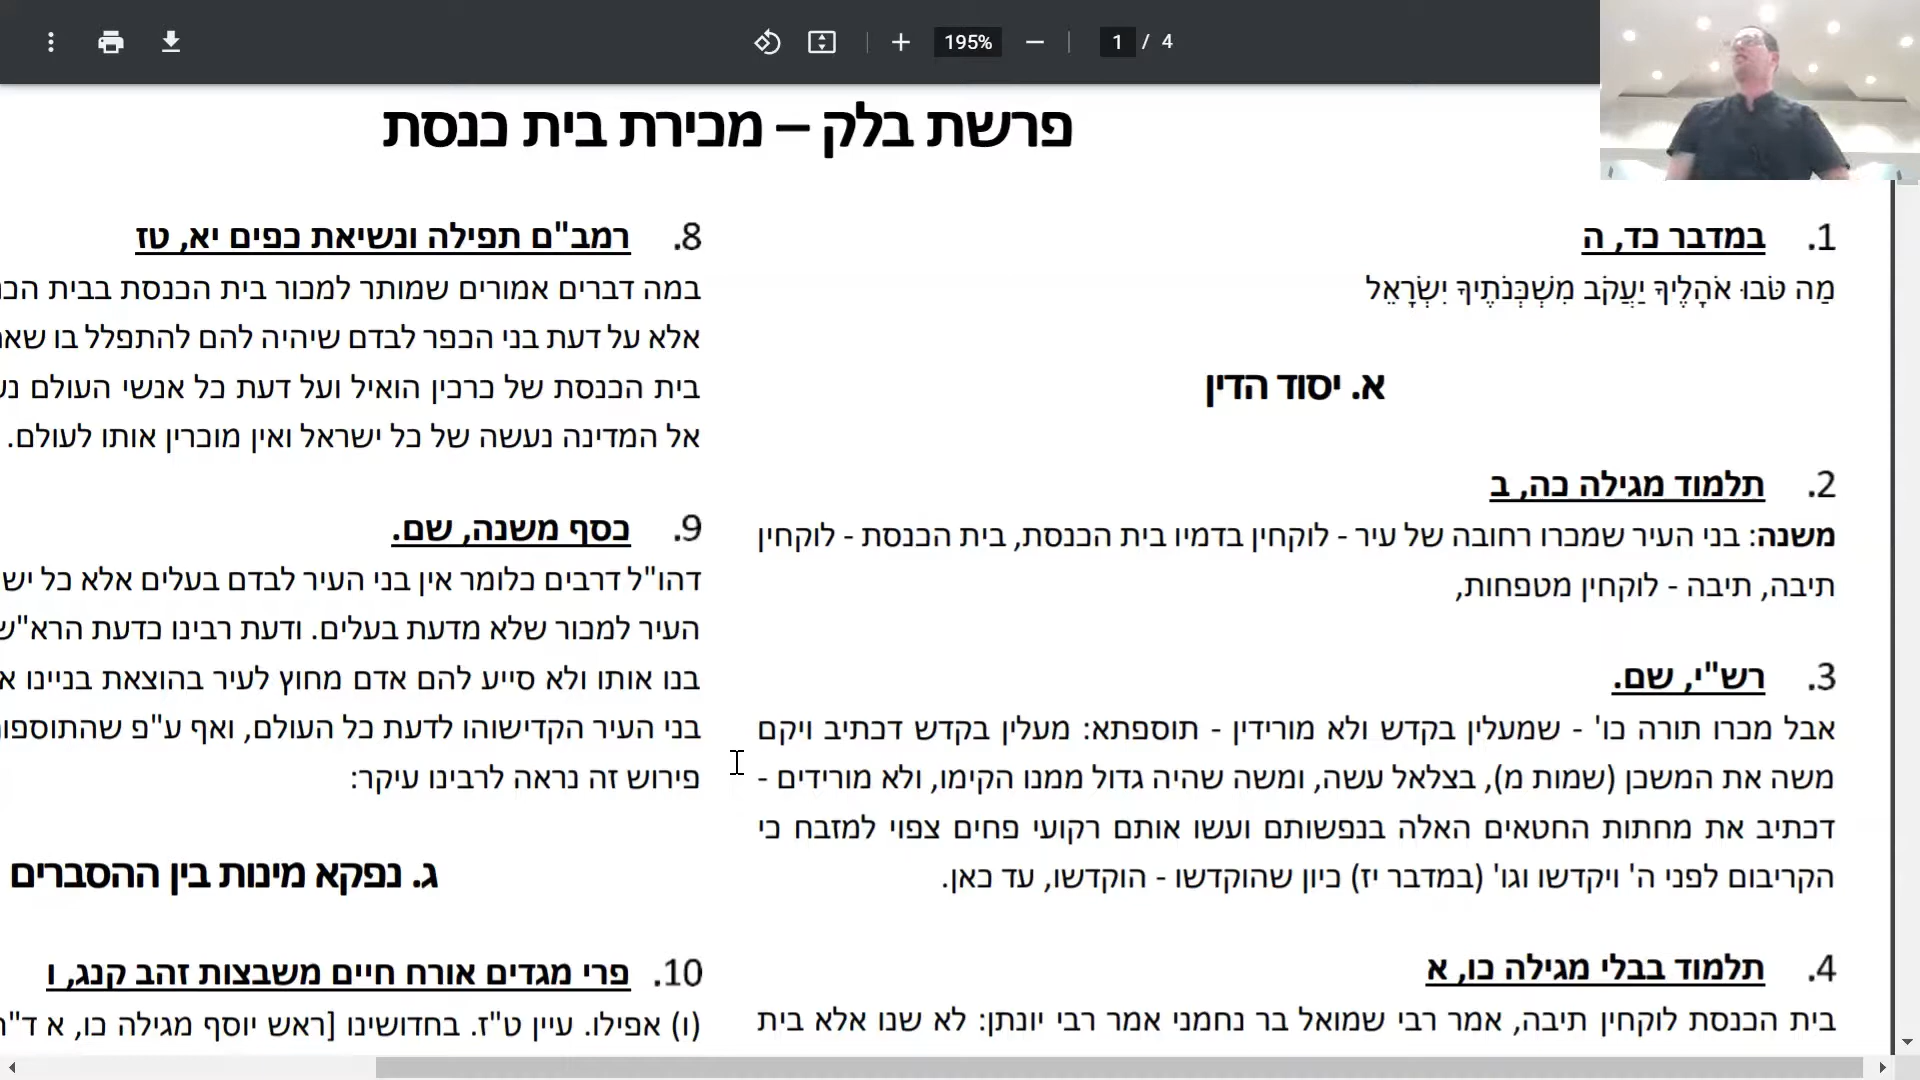 195%
1 / 4
פרשת בלק – מכירת בית כנסת
1. במדבר כד, ה
מַה טֹּבוּ אֹהָלֶיךָ יַעֲקֹב מִשְׁכְּנֹתֶיךָ יִשְׂרָאֵל
א. יסוד הדין
2. תלמוד מגילה כה, ב
משנה: בני העיר שמכרו רחובה של עיר - לוקחין בדמיו בית הכנסת, בית הכנסת - לוקחין
תיבה, תיבה - לוקחין מטפחות,
3. רש"י, שם.
אבל מכרו תורה כו' - שמעלין בקדש ולא מורידין - תוספתא: מעלין בקדש דכתיב ויקם
משה את המשכן (שמות מ), בצלאל עשה, ומשה שהיה גדול ממנו הקימו, ולא מורידים -
דכתיב את מחתות החטאים האלה בנפשותם ועשו אותם רקועי פחים צפוי למזבח כי
הקריבום לפני ה' ויקדשו וגו' (במדבר יז) כיון שהוקדשו - הוקדשו, עד כאן.
4. תלמוד בבלי מגילה כו, א
בית הכנסת לוקחין תיבה, אמר רבי שמואל בר נחמני אמר רבי יונתן: לא שנו אלא בית
8. רמב"ם תפילה ונשיאת כפים יא, טז
במה דברים אמורים שמותר למכור בית הכנסת בבית הכנ
אלא על דעת בני הכפר לבדם שיהיה להם להתפלל בו שאם
בית הכנסת של כרכין הואיל ועל דעת כל אנשי העולם נע
אל המדינה נעשה של כל ישראל ואין מוכרין אותו לעולם.
9. כסף משנה, שם.
דהו"ל דרבים כלומר אין בני העיר לבדם בעלים אלא כל יש
העיר למכור שלא מדעת בעלים. ודעת רבינו כדעת הרא"ש
בנו אותו ולא סייע להם אדם מחוץ לעיר בהוצאת בניינו א
בני העיר הקדישוהו לדעת כל העולם, ואף ע"פ שהתוספו
פירוש זה נראה לרבינו עיקר:
ג. נפקא מינות בין ההסברים
10. פרי מגדים אורח חיים משבצות זהב קנג, ו
(ו) אפילו. עיין ט"ז. בחדושינו [ראש יוסף מגילה כו, א ד"ה